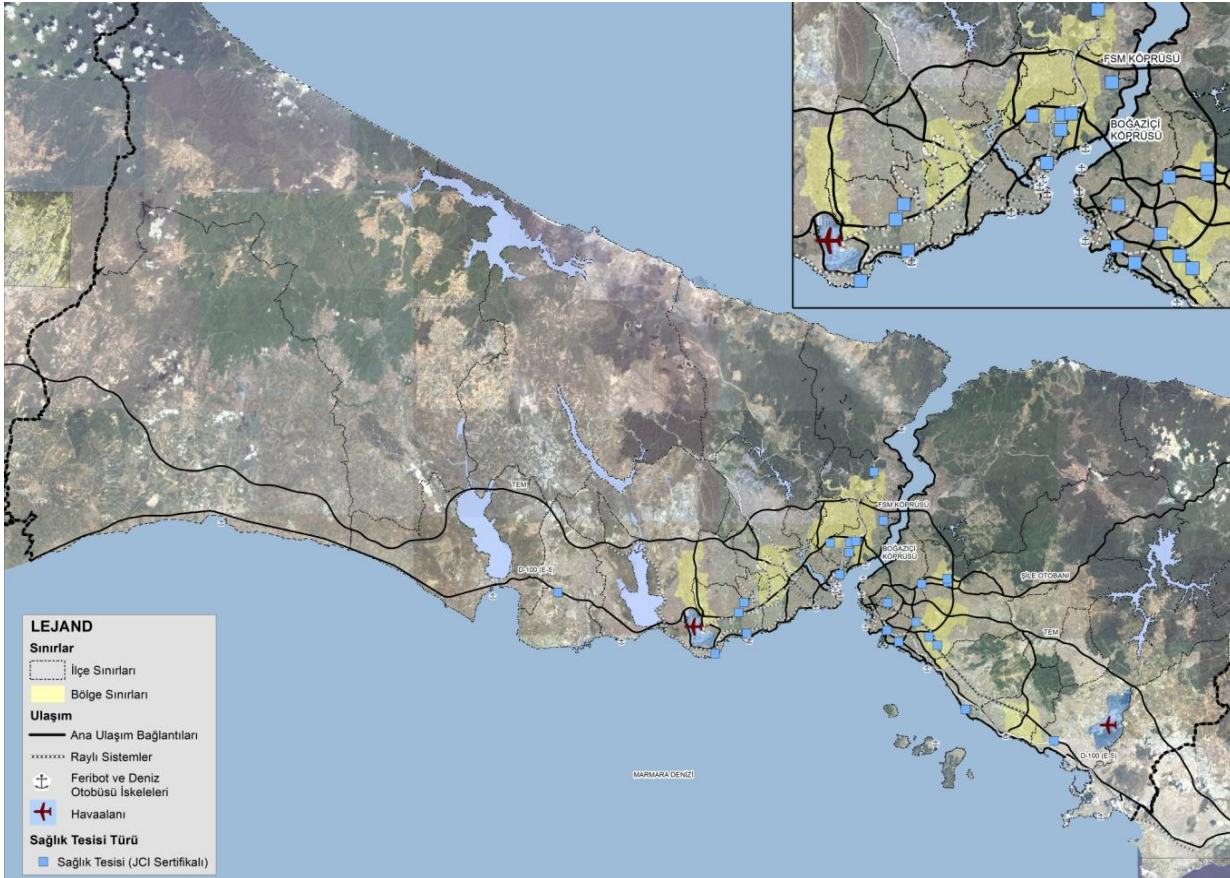 FSM KÖPRÜSÜ
BOĞAZİÇİ
KÖPRÜSÜ
TEM
FSM KÖPRÜSÜ
BOĞAZİÇİ
KÖPRÜSÜ
D-100 (E-5)
ŞİLE OTOBANI
TEM
D-100 (E-5)
MARMARA DENİZİ
LEJAND
Sınırlar
İlçe Sınırları
Bölge Sınırları
Ulaşım
Ana Ulaşım Bağlantıları
Raylı Sistemler
Feribot ve Deniz
Otobüsü İskeleleri
Havaalanı
Sağlık Tesisi Türü
Sağlık Tesisi (JCI Sertifikalı)